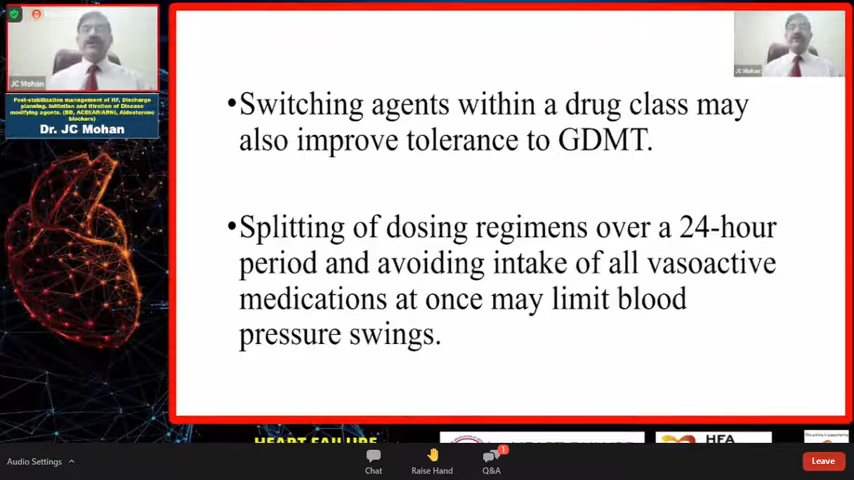 JC Mohan
Post-stabilization management of HF, Discharge
planning, Initiation and titration of Disease
modifying agents. (BB, ACEI/ARNI, Aldosterone
blockers)
Dr. JC Mohan
JC Mohan
•Switching agents within a drug class may
also improve tolerance to GDMT.
•Splitting of dosing regimens over a 24-hour
period and avoiding intake of all vasoactive
medications at once may limit blood
pressure swings.
HEART FAILURE
HFA
Audio Settings
Chat
Raise Hand
1
Q&A
Leave